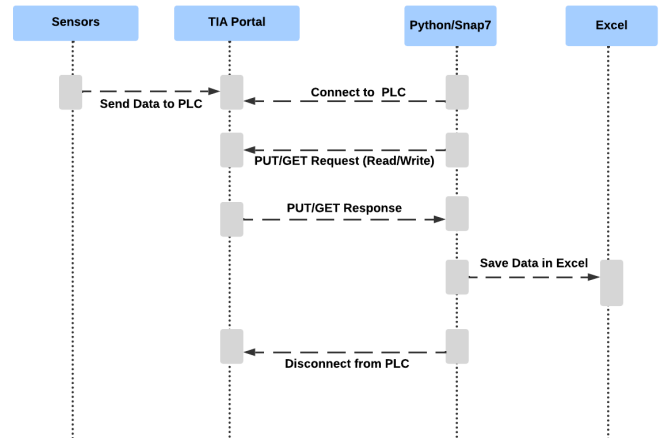 Sensors
TIA Portal
Python/Snap7
Excel
Send Data to PLC
Connect to PLC
PUT/GET Request (Read/Write)
PUT/GET Response
Save Data in Excel
Disconnect from PLC